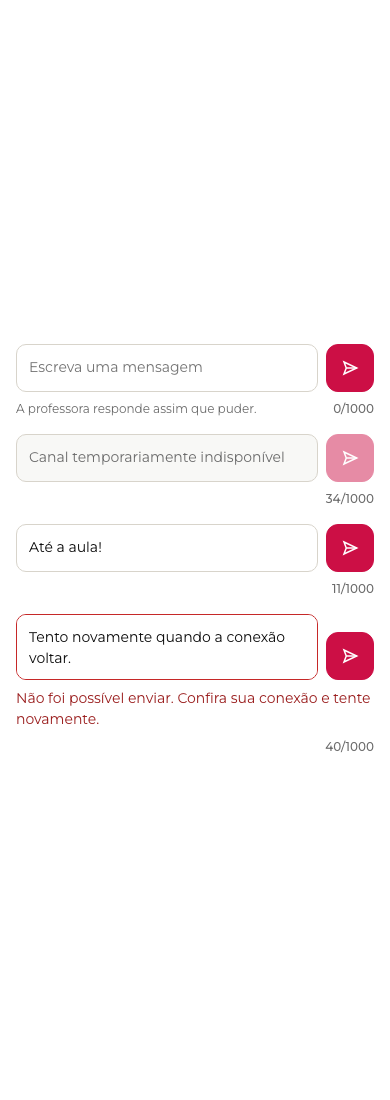 Escreva uma mensagem
A professora responde assim que puder.
0/1000
Canal temporariamente indisponível
34/1000
Até a aula!
11/1000
Tento novamente quando a conexão
voltar.
Não foi possível enviar. Confira sua conexão e tente
novamente.
40/1000